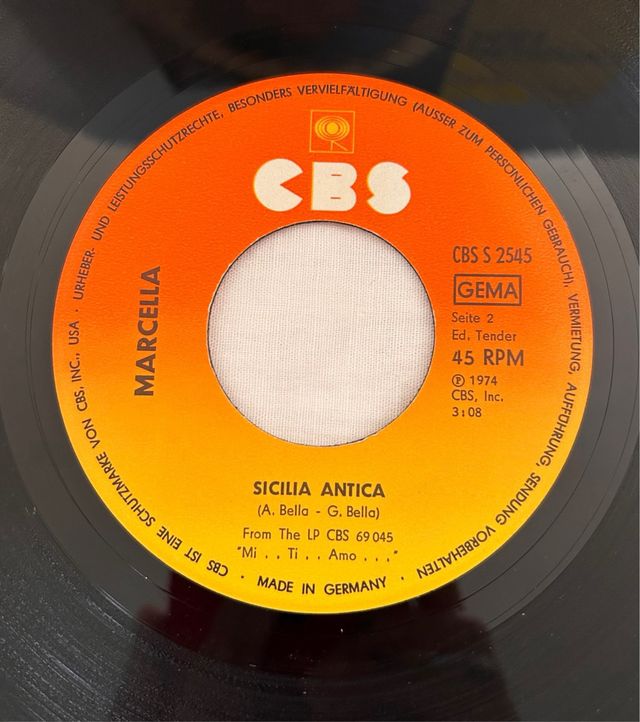 CBS
MARCELLA
CBS S 2545
GEMA
Seite 2
Ed. Tender
45 RPM
℗ 1974
CBS, Inc.
3:08
SICILIA ANTICA
(A. Bella - G. Bella)
From The LP CBS 69 045
"Mi . . Ti . . Amo . . ."
· MADE IN GERMANY ·
CBS IST EINE SCHUTZMARKE VON CBS, INC., USA · URHEBER- UND LEISTUNGSSCHUTZRECHTE, BESONDERS VERVIELFÄLTIGUNG (AUSSER ZUM PERSÖNLICHEN GEBRAUCH), VERMIETUNG, AUFFÜHRUNG, SENDUNG VORBEHALTEN